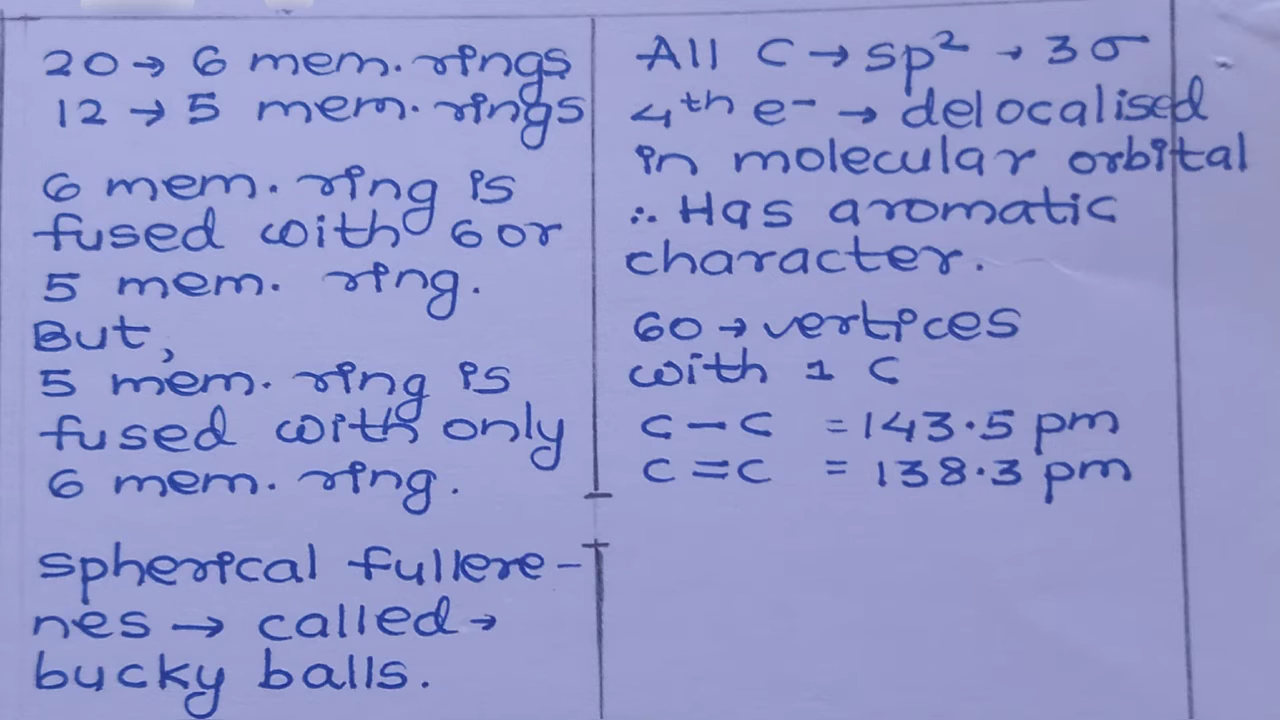 20 → 6 mem. rings
12 → 5 mem. rings
6 mem. ring is
fused with 6 or
5 mem. ring.
But,
5 mem. ring is
fused with only
6 mem. ring.
spherical fullere-
nes → called →
bucky balls.
All C → sp² → 3σ
4th e- → delocalised
in molecular orbital
∴ Has aromatic
character.
60 → vertices
with 1 C
C-C = 143.5 pm
C=C = 138.3 pm